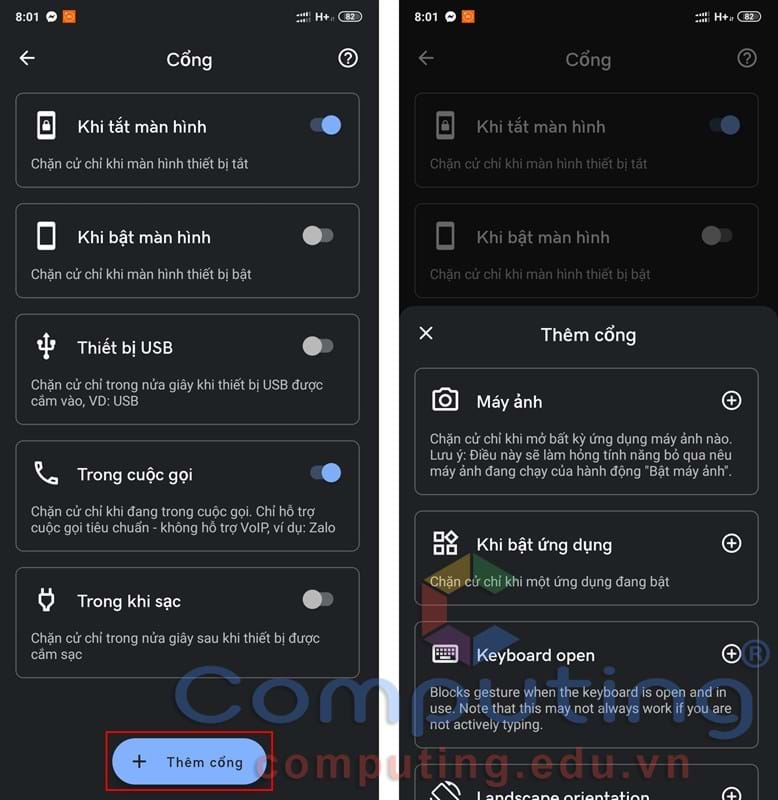 8:01
H+
82
Cổng
Khi tắt màn hình
Chặn cử chỉ khi màn hình thiết bị tắt
Khi bật màn hình
Chặn cử chỉ khi màn hình thiết bị bật
Thiết bị USB
Chặn cử chỉ trong nửa giây khi thiết bị USB được
cắm vào, VD: USB
Trong cuộc gọi
Chặn cử chỉ khi đang trong cuộc gọi. Chỉ hỗ trợ
cuộc gọi tiêu chuẩn - không hỗ trợ VoIP, ví dụ: Zalo
Trong khi sạc
Chặn cử chỉ trong nửa giây sau khi thiết bị được
cắm sạc
+ Thêm cổng
8:01
H+
82
Cổng
Khi tắt màn hình
Chặn cử chỉ khi màn hình thiết bị tắt
Khi bật màn hình
Chặn cử chỉ khi màn hình thiết bị bật
Thêm cổng
Máy ảnh
Chặn cử chỉ khi mở bất kỳ ứng dụng máy ảnh nào.
Lưu ý: Điều này sẽ làm hỏng tính năng bỏ qua nêu
máy ảnh đang chạy của hành động "Bật máy ảnh".
Khi bật ứng dụng
Chặn cử chỉ khi một ứng dụng đang bật
Keyboard open
Blocks gesture when the keyboard is open and in
use. Note that this may not always work if you are
not actively typing.
Landscape orientation
Computing®
computing.edu.vn